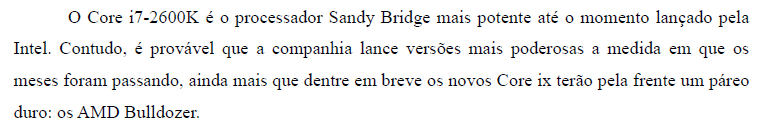 O Core i7-2600K é o processador Sandy Bridge mais potente até o momento lançado pela
Intel. Contudo, é provável que a companhia lance versões mais poderosas a medida em que os
meses foram passando, ainda mais que dentre em breve os novos Core ix terão pela frente um páreo
duro: os AMD Bulldozer.